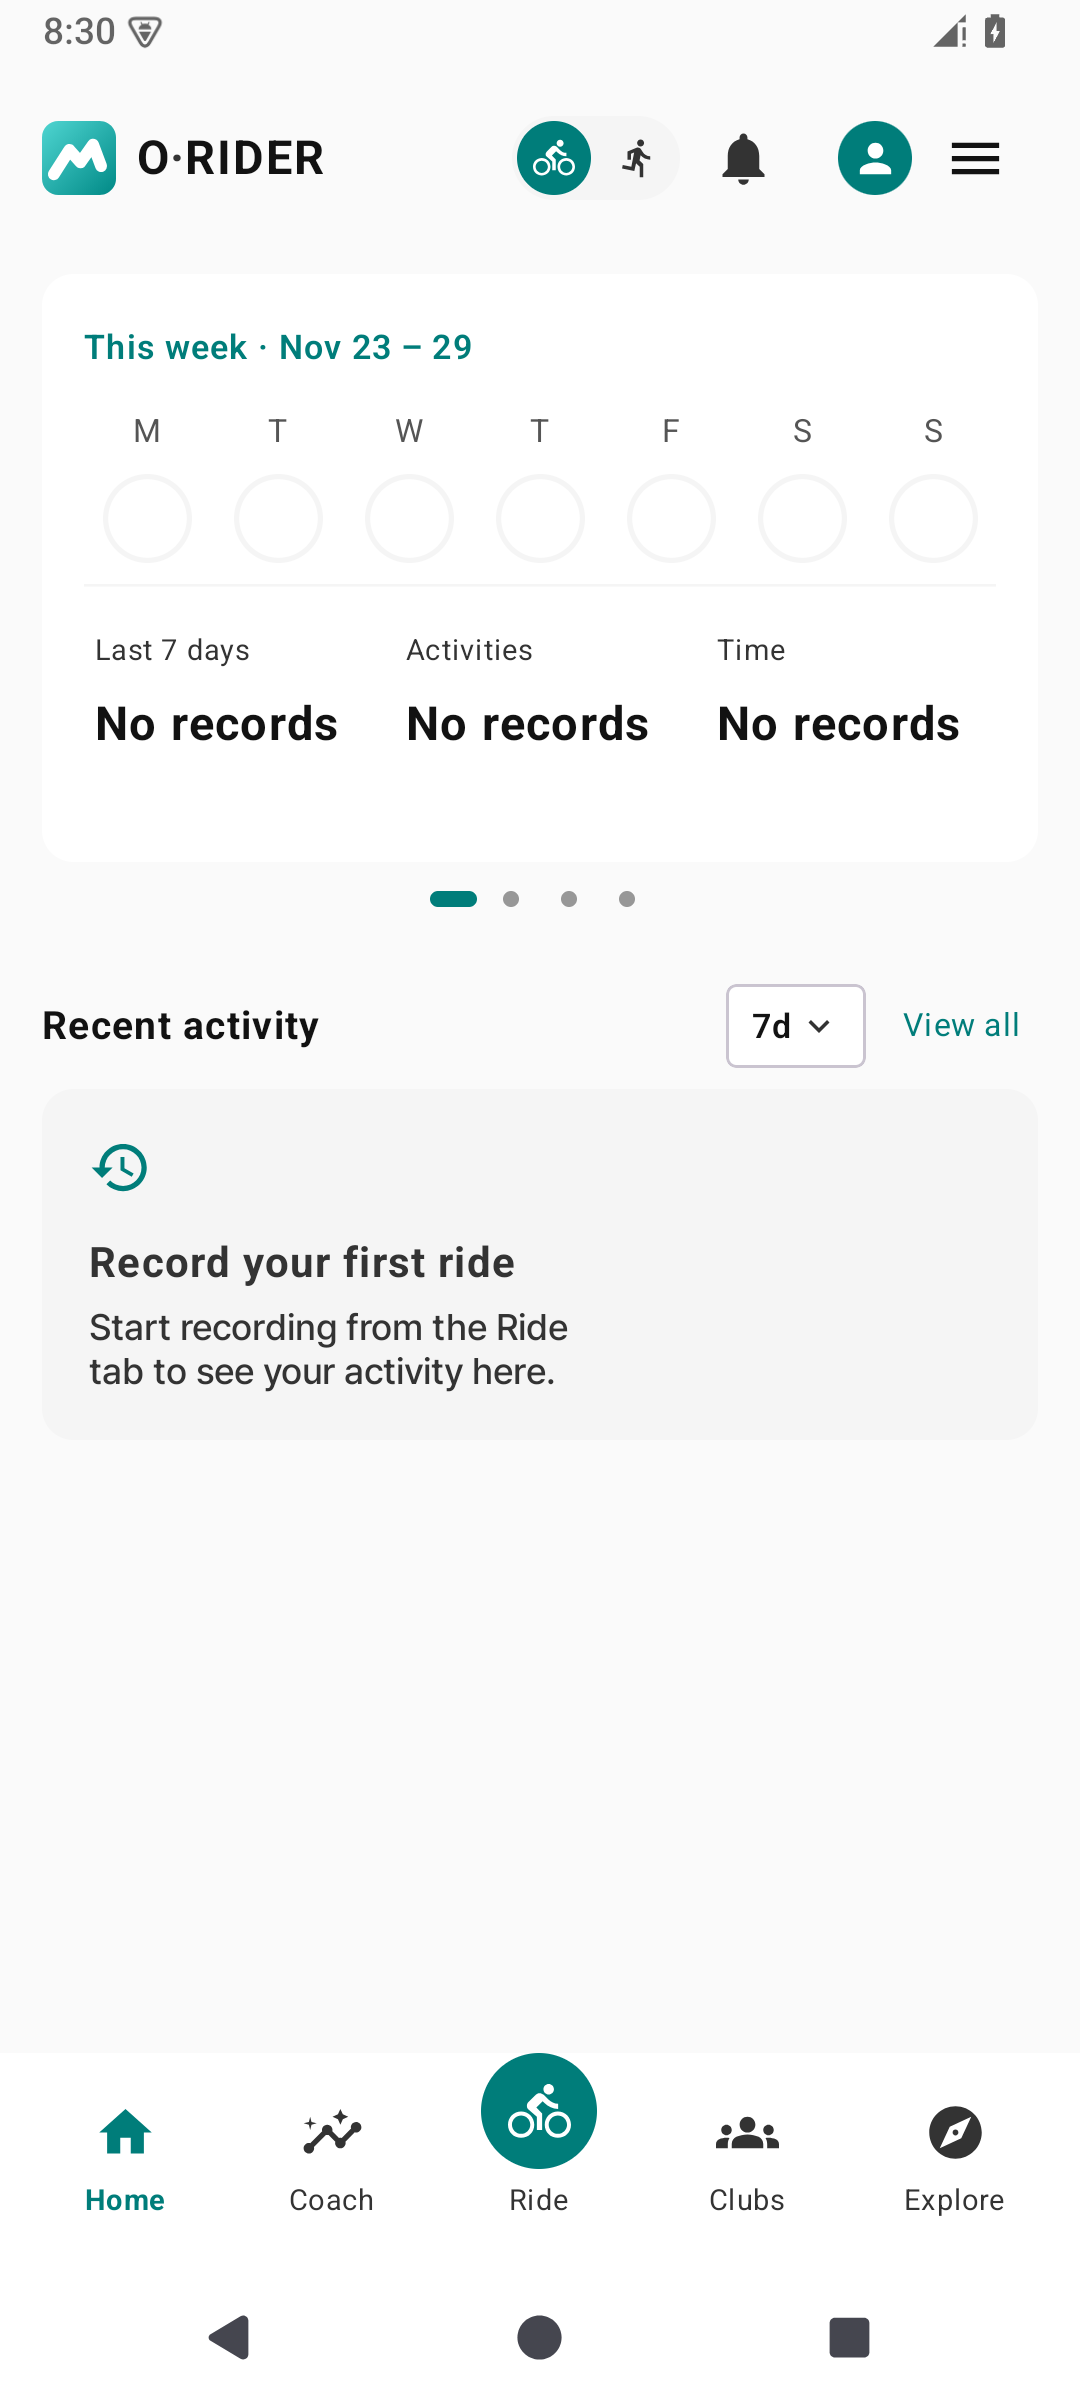 8:30
O·RIDER
This week · Nov 23 – 29
M T W T F S S
Last 7 days Activities Time
No records No records No records
Recent activity 7d View all
Record your first ride
Start recording from the Ride
tab to see your activity here.
Home Coach Ride Clubs Explore